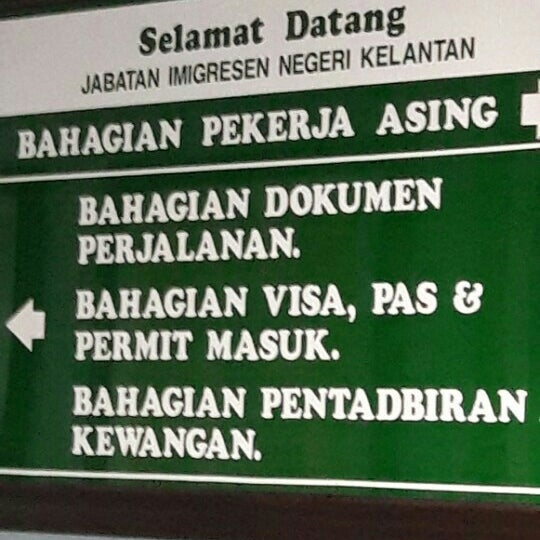 Selamat Datang
JABATAN IMIGRESEN NEGERI KELANTAN
BAHAGIAN PEKERJA ASING
BAHAGIAN DOKUMEN
PERJALANAN.
BAHAGIAN VISA, PAS &
PERMIT MASUK.
BAHAGIAN PENTADBIRAN
KEWANGAN.